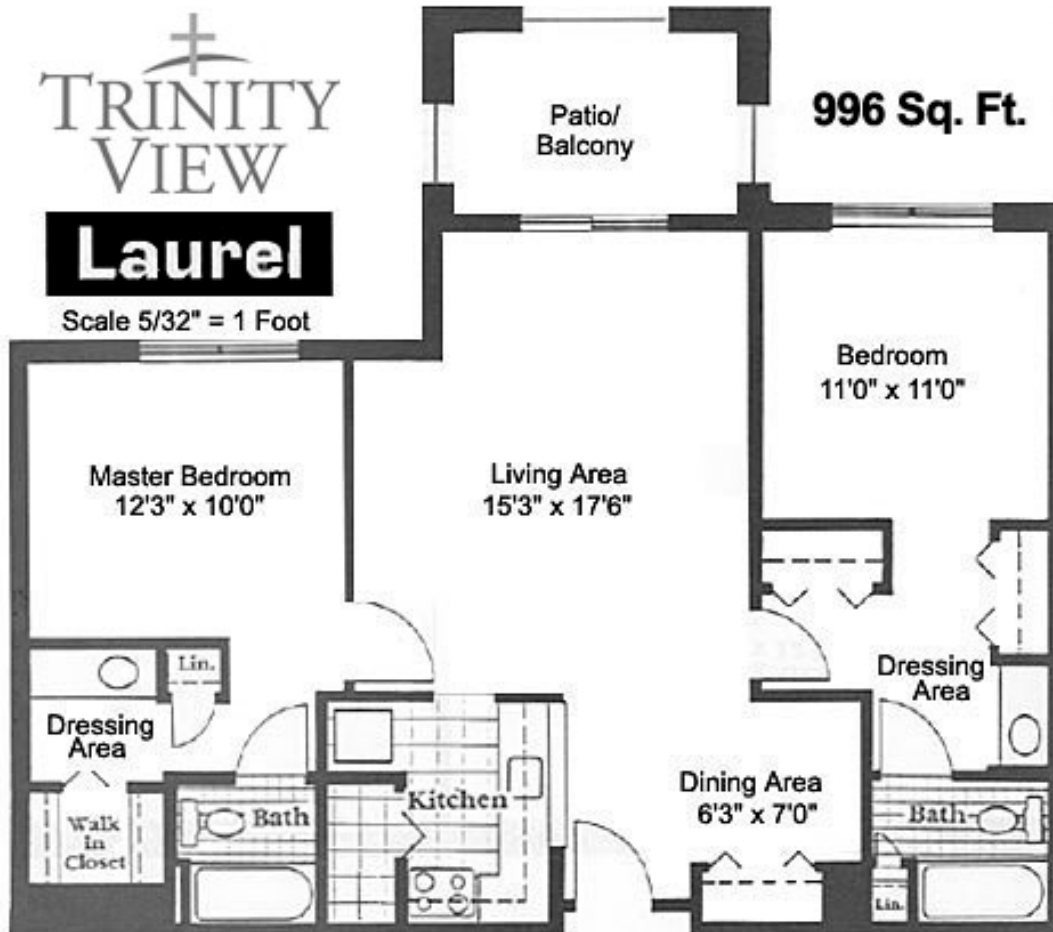 TRINITY
VIEW
Laurel
Scale 5/32" = 1 Foot
996 Sq. Ft.
Patio/
Balcony
Bedroom
11'0" x 11'0"
Master Bedroom
12'3" x 10'0"
Living Area
15'3" x 17'6"
Lin.
Dressing
Area
Dressing
Area
Walk
In
Closet
Bath
Kitchen
Dining Area
6'3" x 7'0"
Bath
Lin.